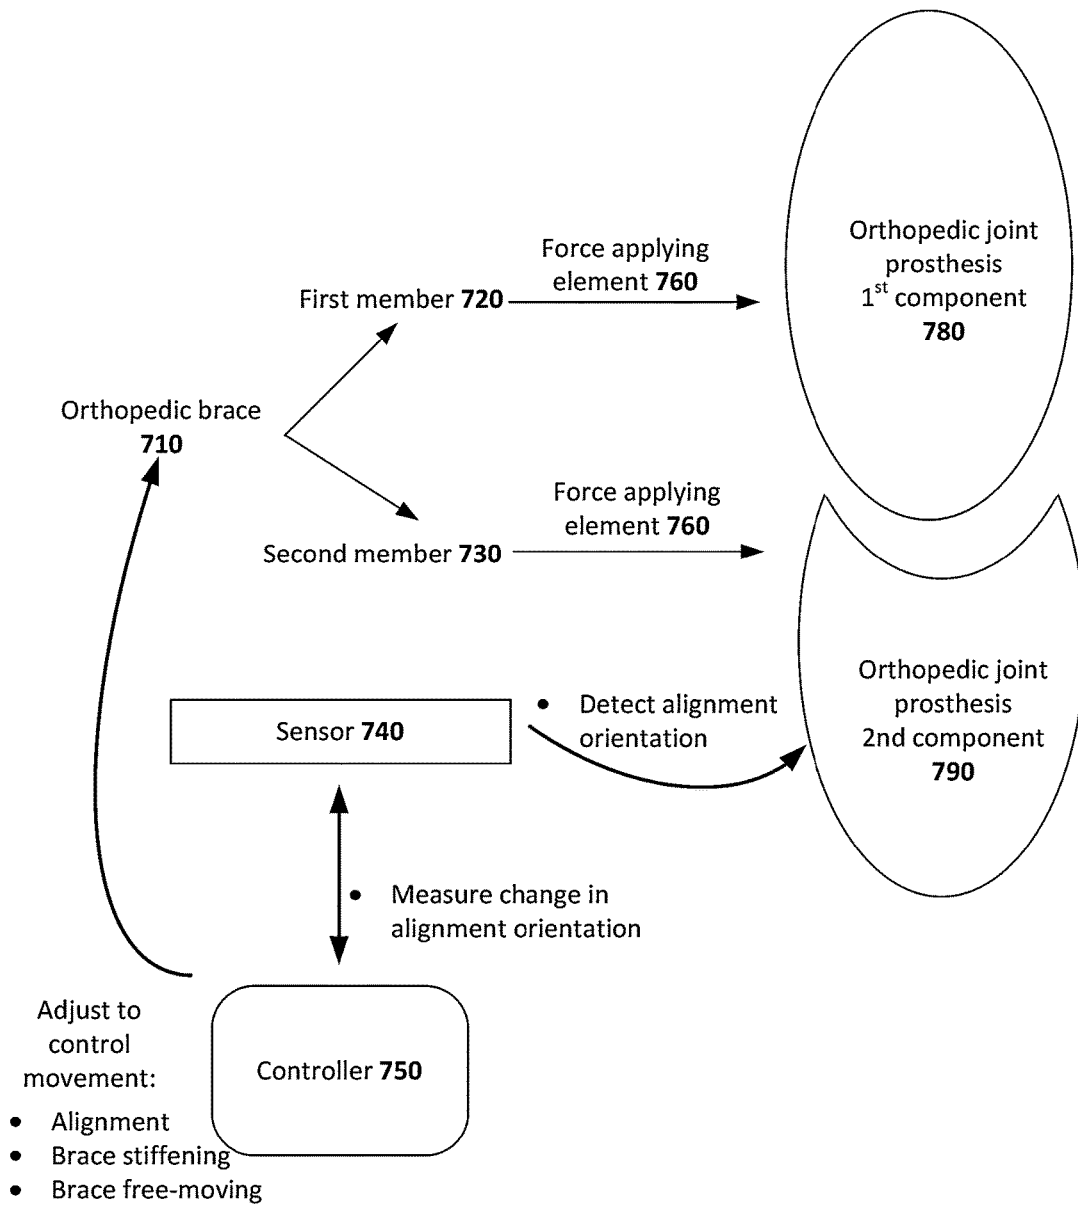 Orthopedic joint
prosthesis
1st component
780
Force applying
element 760
First member 720
Orthopedic brace
710
Force applying
element 760
Second member 730
Orthopedic joint
prosthesis
2nd component
790
• Detect alignment
orientation
Sensor 740
• Measure change in
alignment orientation
Adjust to
control
movement:
• Alignment
• Brace stiffening
• Brace free-moving
Controller 750